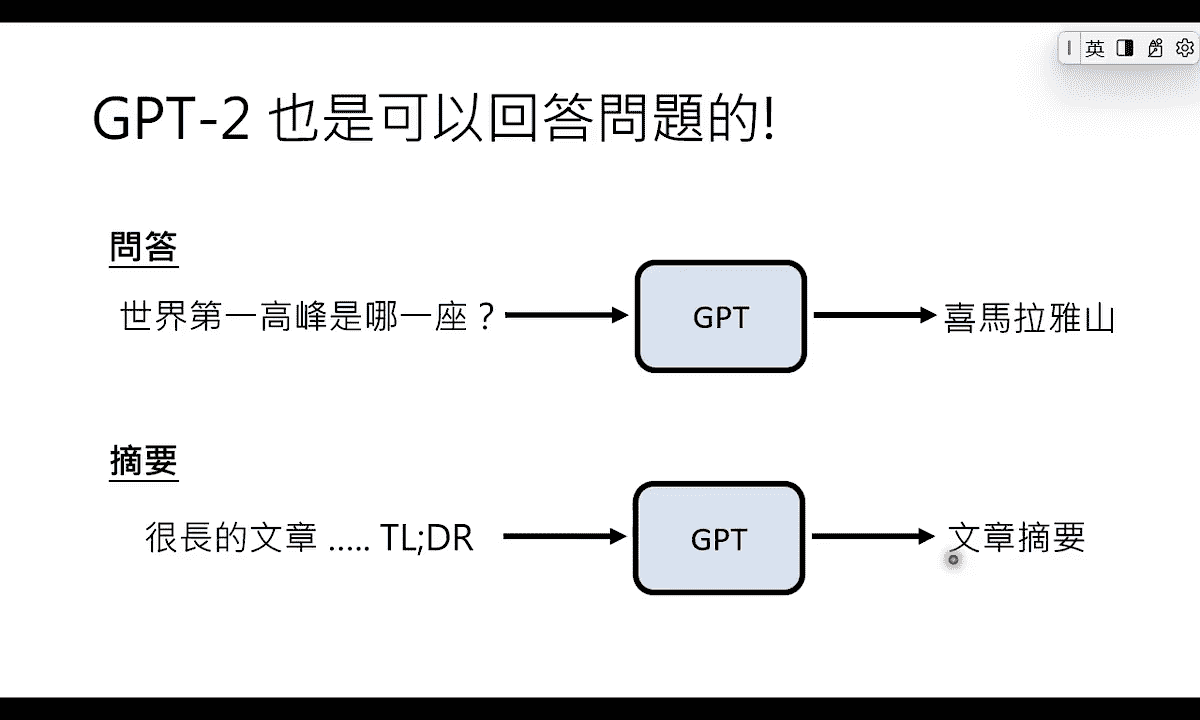 英
GPT-2 也是可以回答問題的!
問答
世界第一高峰是哪一座？
GPT
喜馬拉雅山
摘要
很長的文章 ..... TL;DR
GPT
文章摘要